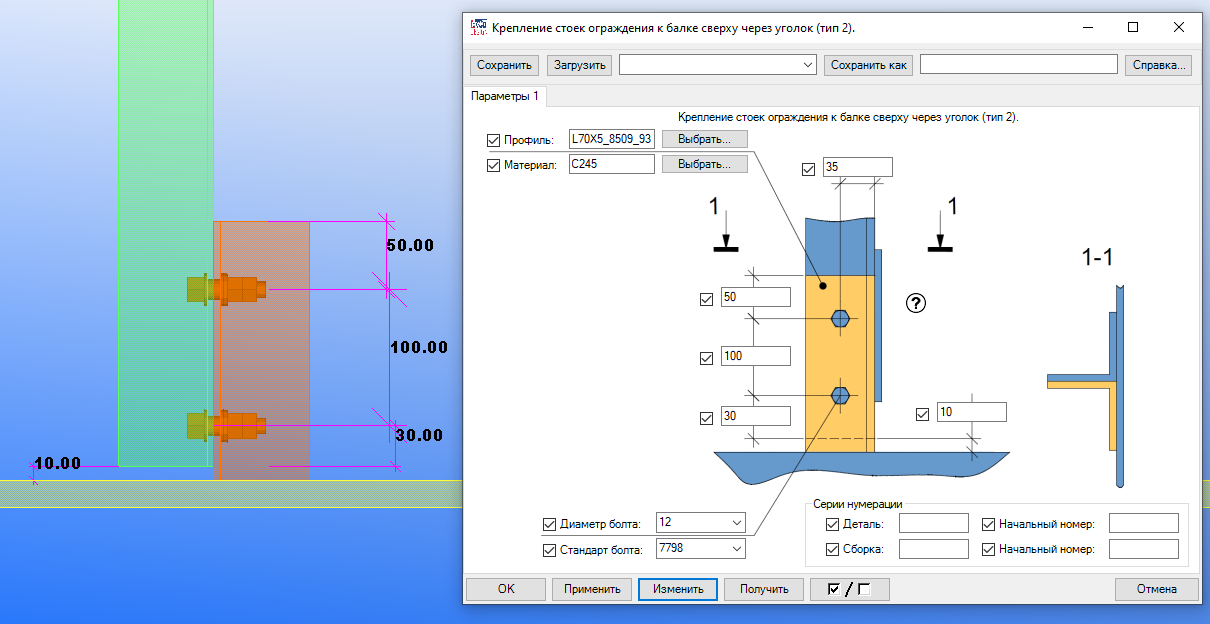 Крепление стоек ограждения к балке сверху через уголок (тип 2).
Сохранить Загрузить Сохранить как Справка...
Параметры 1
Крепление стоек ограждения к балке сверху через уголок (тип 2).
Профиль: L70X5_8509_93 Выбрать...
Материал: C245 Выбрать...
35
1 1
1-1
50
?
100
30
10
50.00
100.00
30.00
10.00
Серии нумерации
Диаметр болта: 12
Деталь: Начальный номер:
Стандарт болта: 7798
Сборка: Начальный номер:
OK Применить Изменить Получить / Отмена